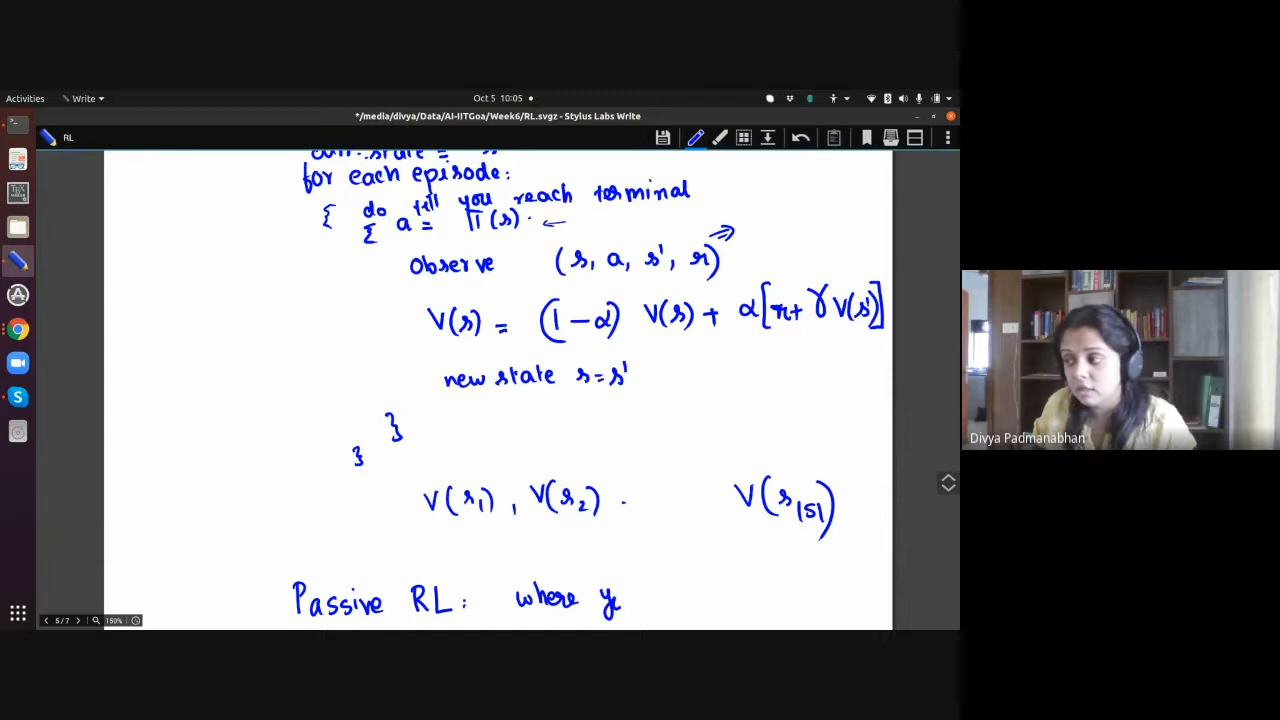 Activities Write Oct 5 10:05
*/media/divya/Data/AI-IITGoa/Week6/RL.svgz - Stylus Labs Write
RL
for each episode:
{ do till you reach terminal
{ a = π(s).
Observe (s, a, s', r)
V(s) = (1-α) V(s) + α[r + γ V(s')]
new state s = s'
}
}
V(s₁), V(s₂) . V(s|S|)
Passive RL: where
5/7 150%
Divya Padmanabhan